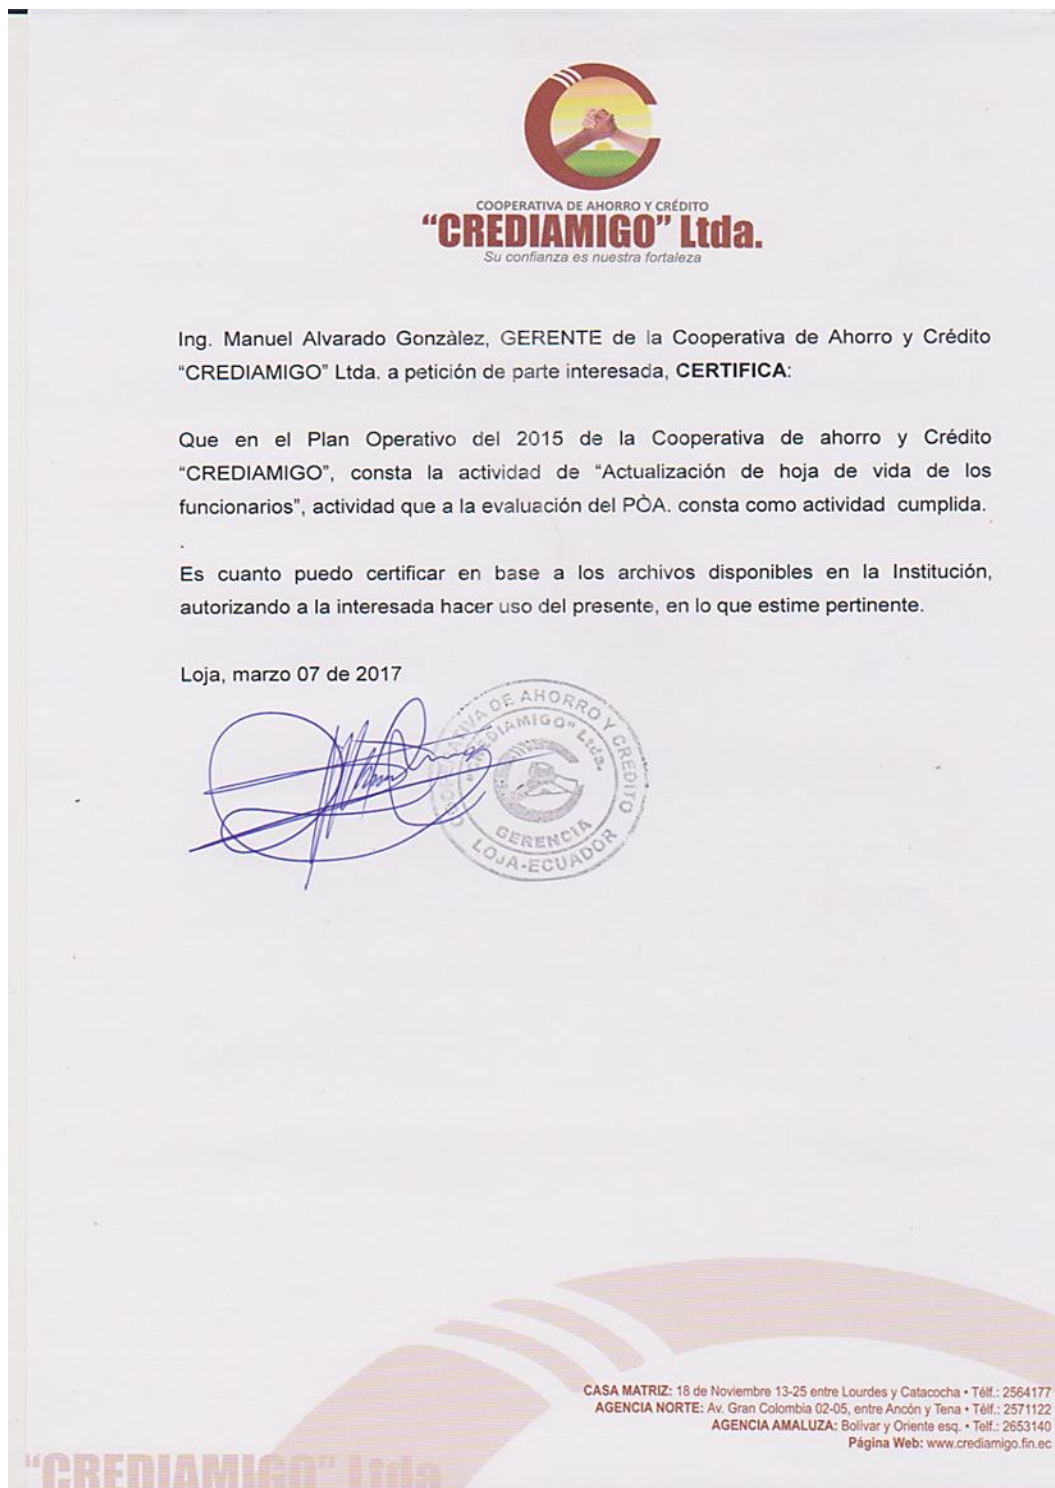 COOPERATIVA DE AHORRO Y CRÉDITO
“CREDIAMIGO” Ltda.
Su confianza es nuestra fortaleza
Ing. Manuel Alvarado Gonzàlez, GERENTE de la Cooperativa de Ahorro y Crédito
“CREDIAMIGO” Ltda. a petición de parte interesada, CERTIFICA:
Que en el Plan Operativo del 2015 de la Cooperativa de ahorro y Crédito
“CREDIAMIGO”, consta la actividad de “Actualización de hoja de vida de los
funcionarios”, actividad que a la evaluación del PÒA. consta como actividad cumplida.
.
Es cuanto puedo certificar en base a los archivos disponibles en la Institución,
autorizando a la interesada hacer uso del presente, en lo que estime pertinente.
Loja, marzo 07 de 2017
COOPERATIVA DE AHORRO Y CREDITO
“CREDIAMIGO” Ltda.
GERENCIA
LOJA-ECUADOR
CASA MATRIZ: 18 de Noviembre 13-25 entre Lourdes y Catacocha • Télf.: 2564177
AGENCIA NORTE: Av. Gran Colombia 02-05, entre Ancón y Tena • Télf.: 2571122
AGENCIA AMALUZA: Bolívar y Oriente esq. • Telf.: 2653140
Página Web: www.crediamigo.fin.ec
“CREDIAMIGO” Ltda